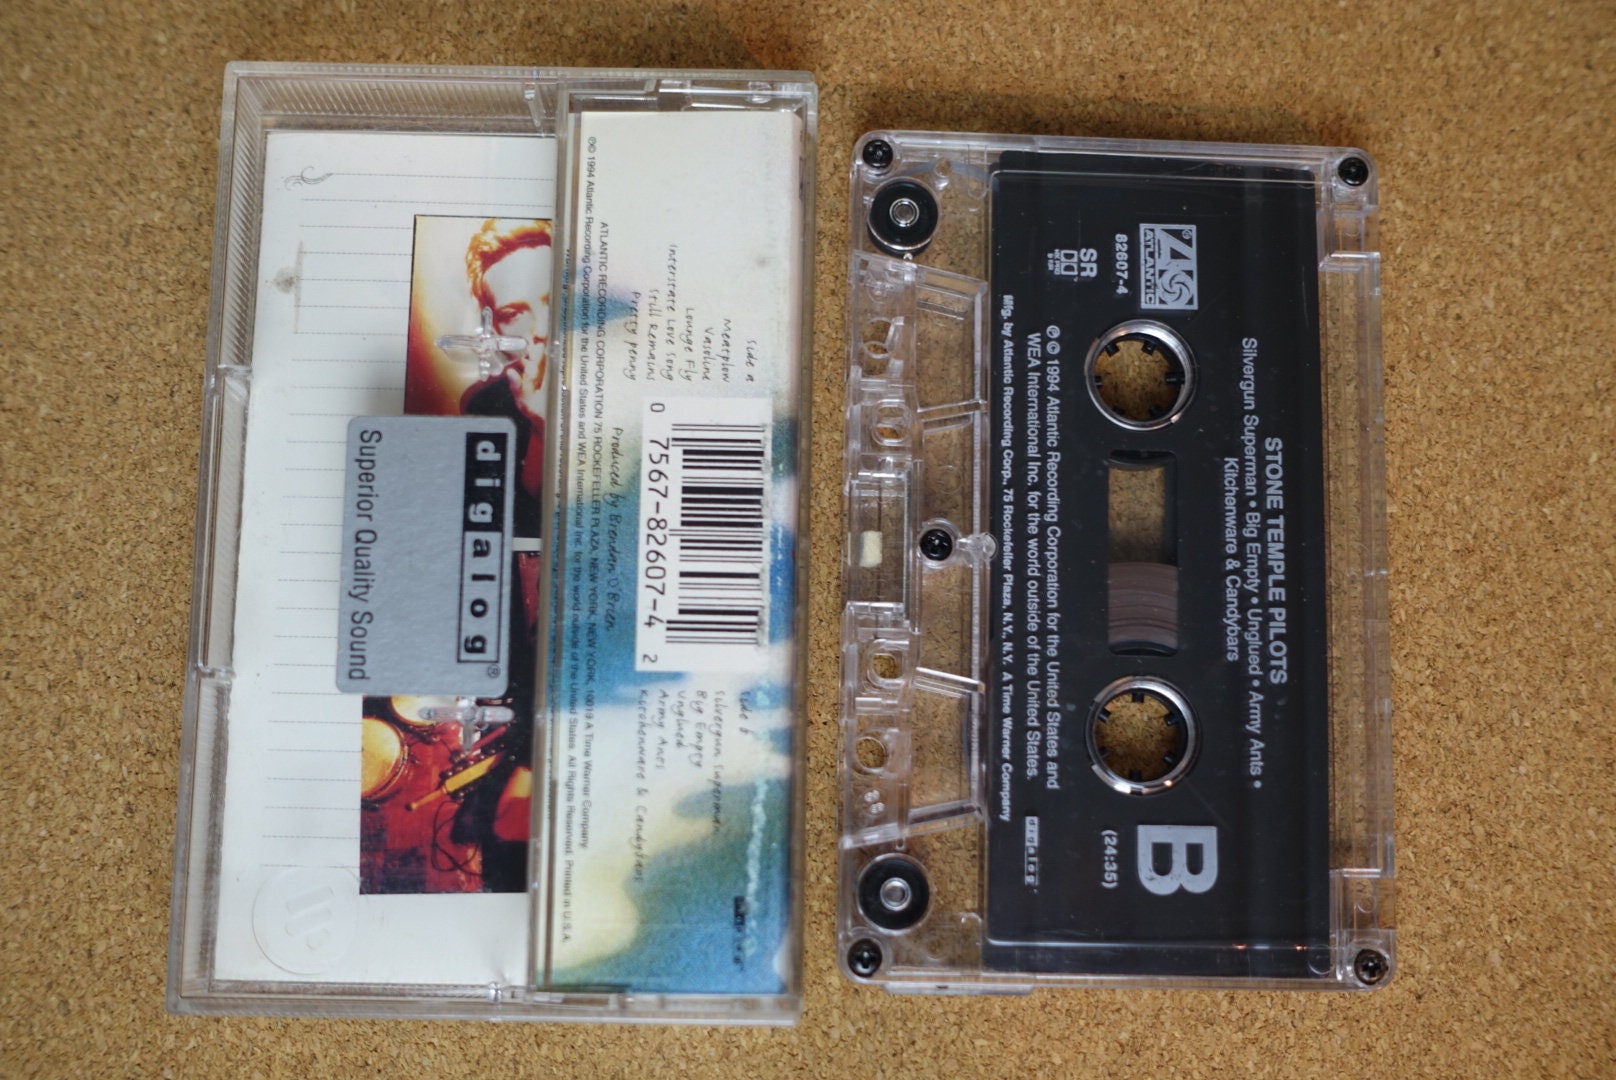 digalog®
Superior Quality Sound
℗© 1994 Atlantic Recording Corporation for the United States and WEA International Inc. for the world outside of the United States. All Rights Reserved. Printed in U.S.A.
ATLANTIC RECORDING CORPORATION 75 ROCKEFELLER PLAZA, NEW YORK, NEW YORK, 10019 A Time Warner Company
Side a
Meatplow
Vasoline
Lounge Fly
Interstate Love Song
Still Remains
Pretty Penny
Produced by Brendan O'Brien
0 7567-82607-4 2
Side b
Silvergun Superman
Big Empty
Unglued
Army Ants
Kitchenware & Candybars
STONE TEMPLE PILOTS
Silvergun Superman • Big Empty • Unglued • Army Ants •
Kitchenware & Candybars
ATLANTIC
82607-4
SR
HX PRO
B NR
B
(24:35)
℗ © 1994 Atlantic Recording Corporation for the United States and
WEA International Inc. for the world outside of the United States.
Mfg. by Atlantic Recording Corp., 75 Rockefeller Plaza, N.Y., N.Y. A Time Warner Company
digalog